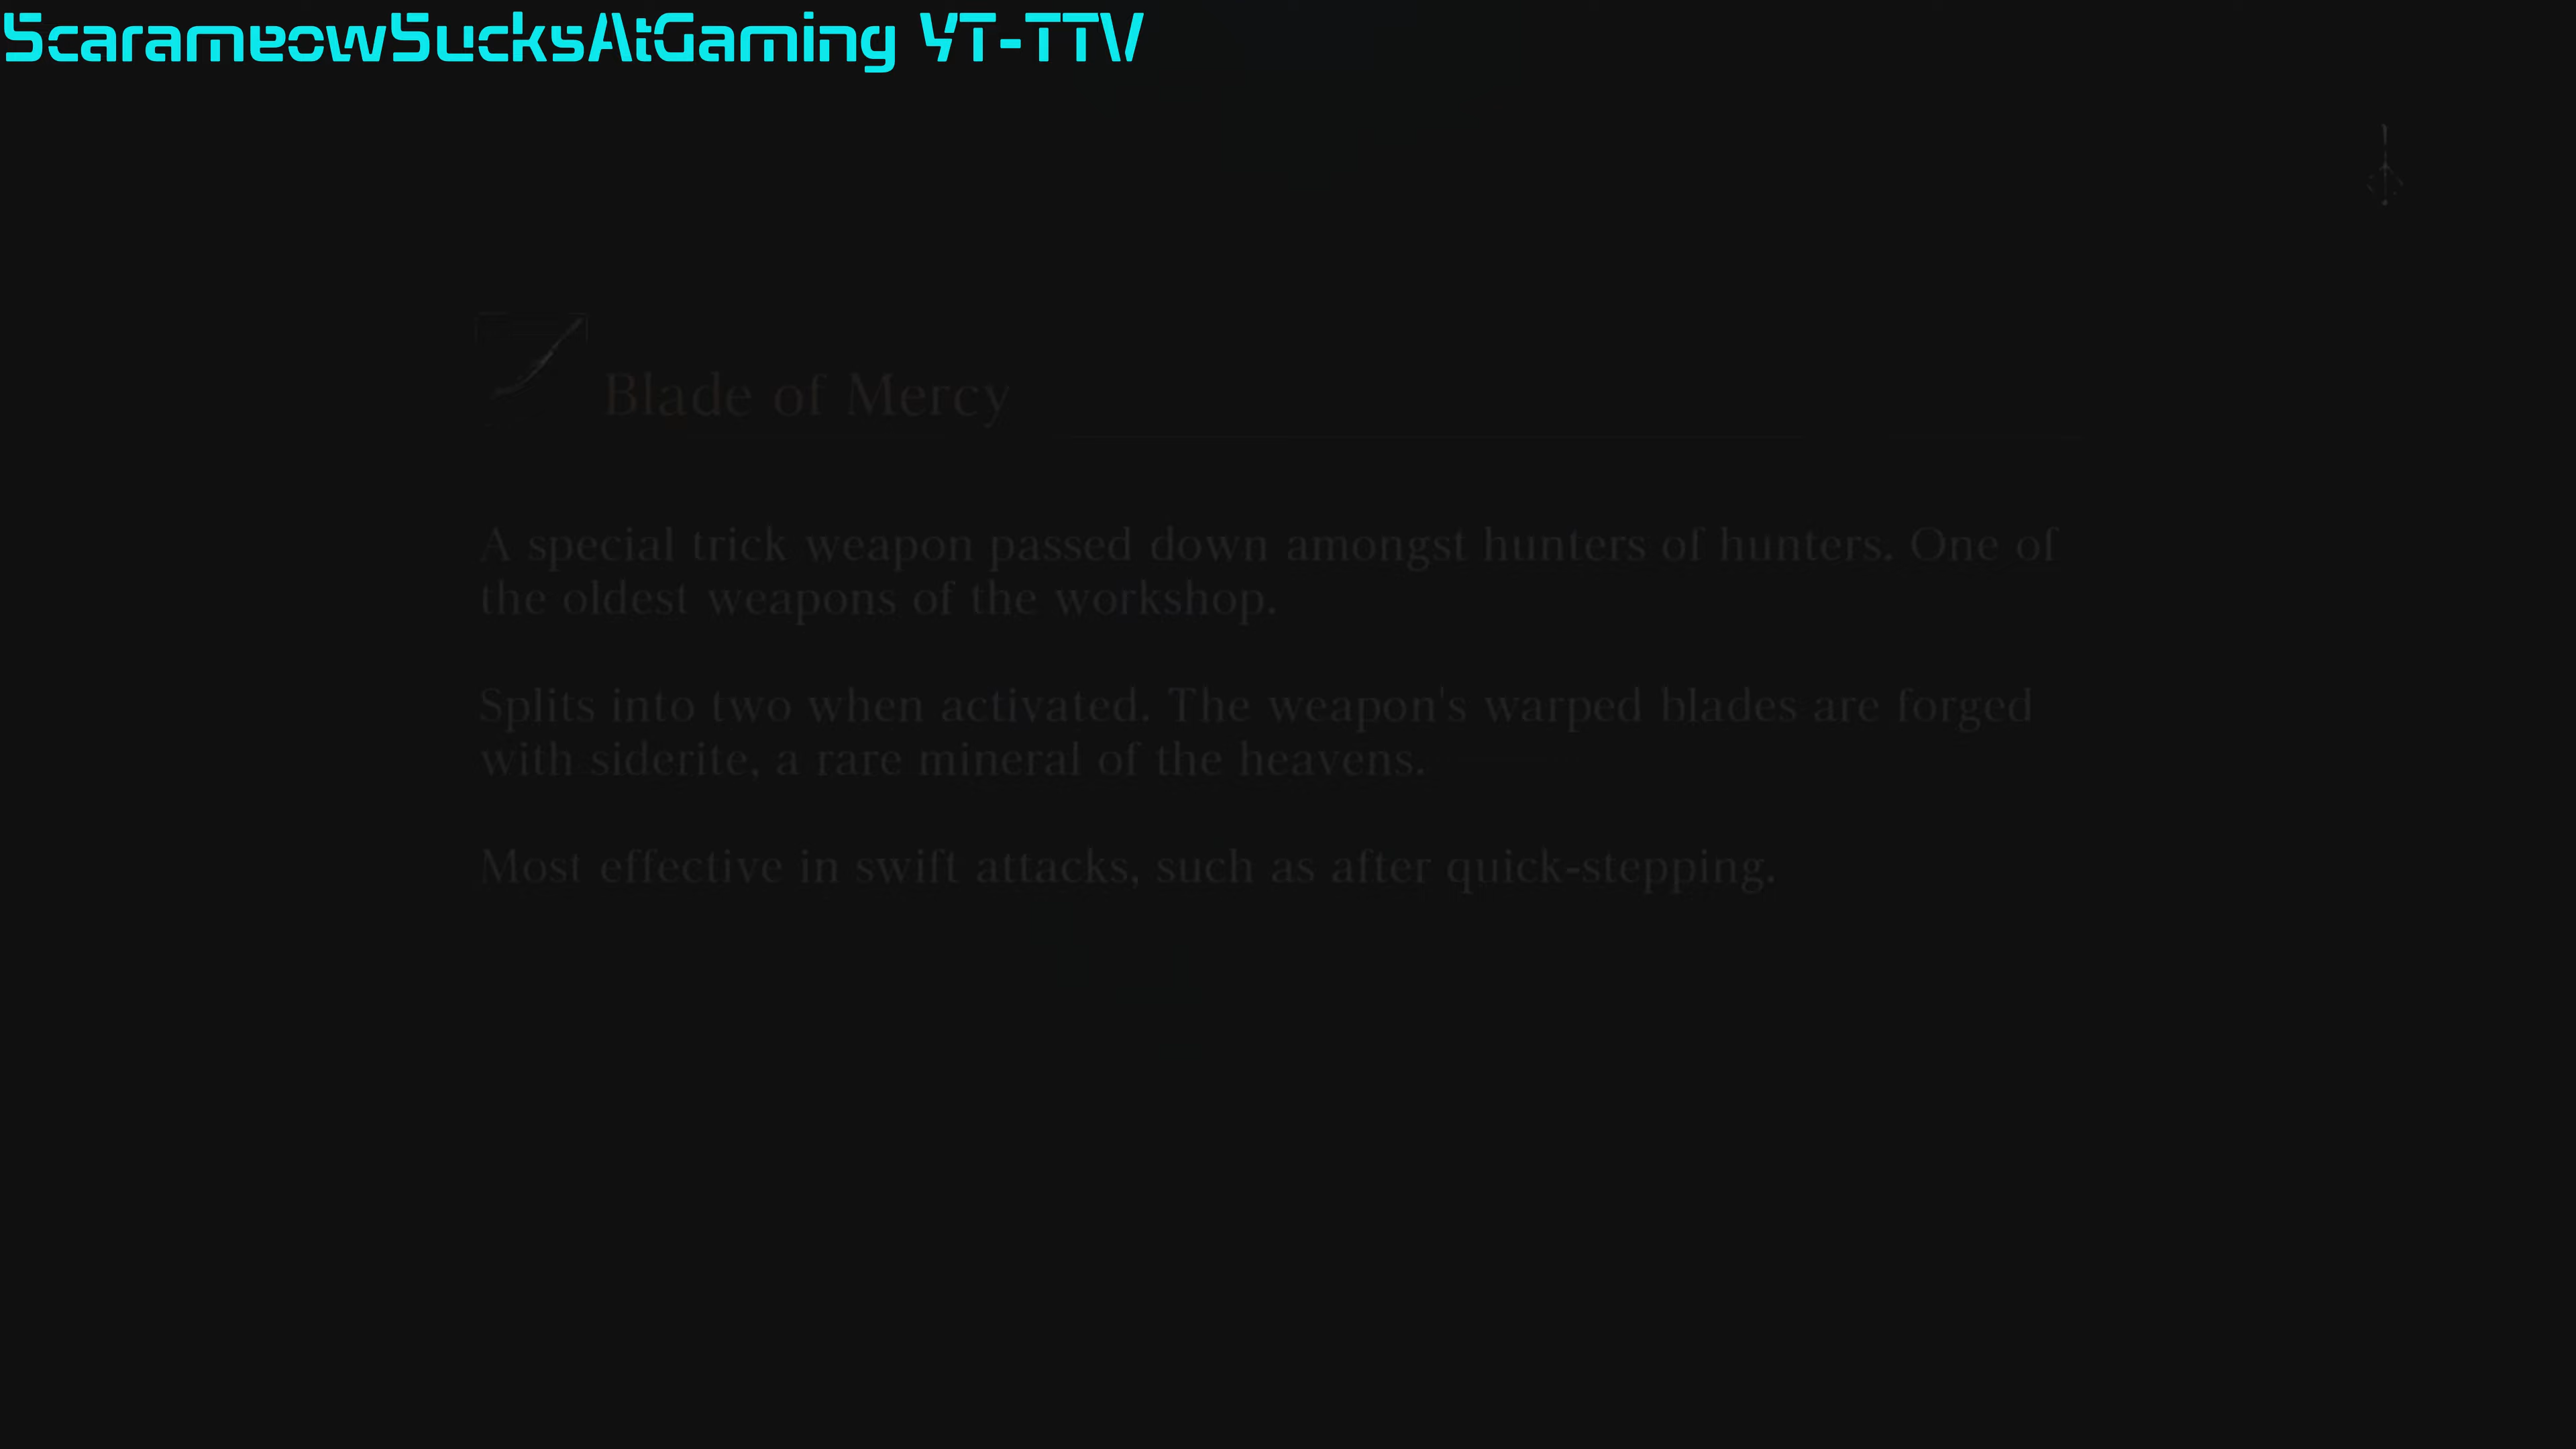 ScarameowSucksAtGaming YT-TTV
Blade of Mercy
A special trick weapon passed down amongst hunters of hunters. One of
the oldest weapons of the workshop.
Splits into two when activated. The weapon's warped blades are forged
with siderite, a rare mineral of the heavens.
Most effective in swift attacks, such as after quick-stepping.